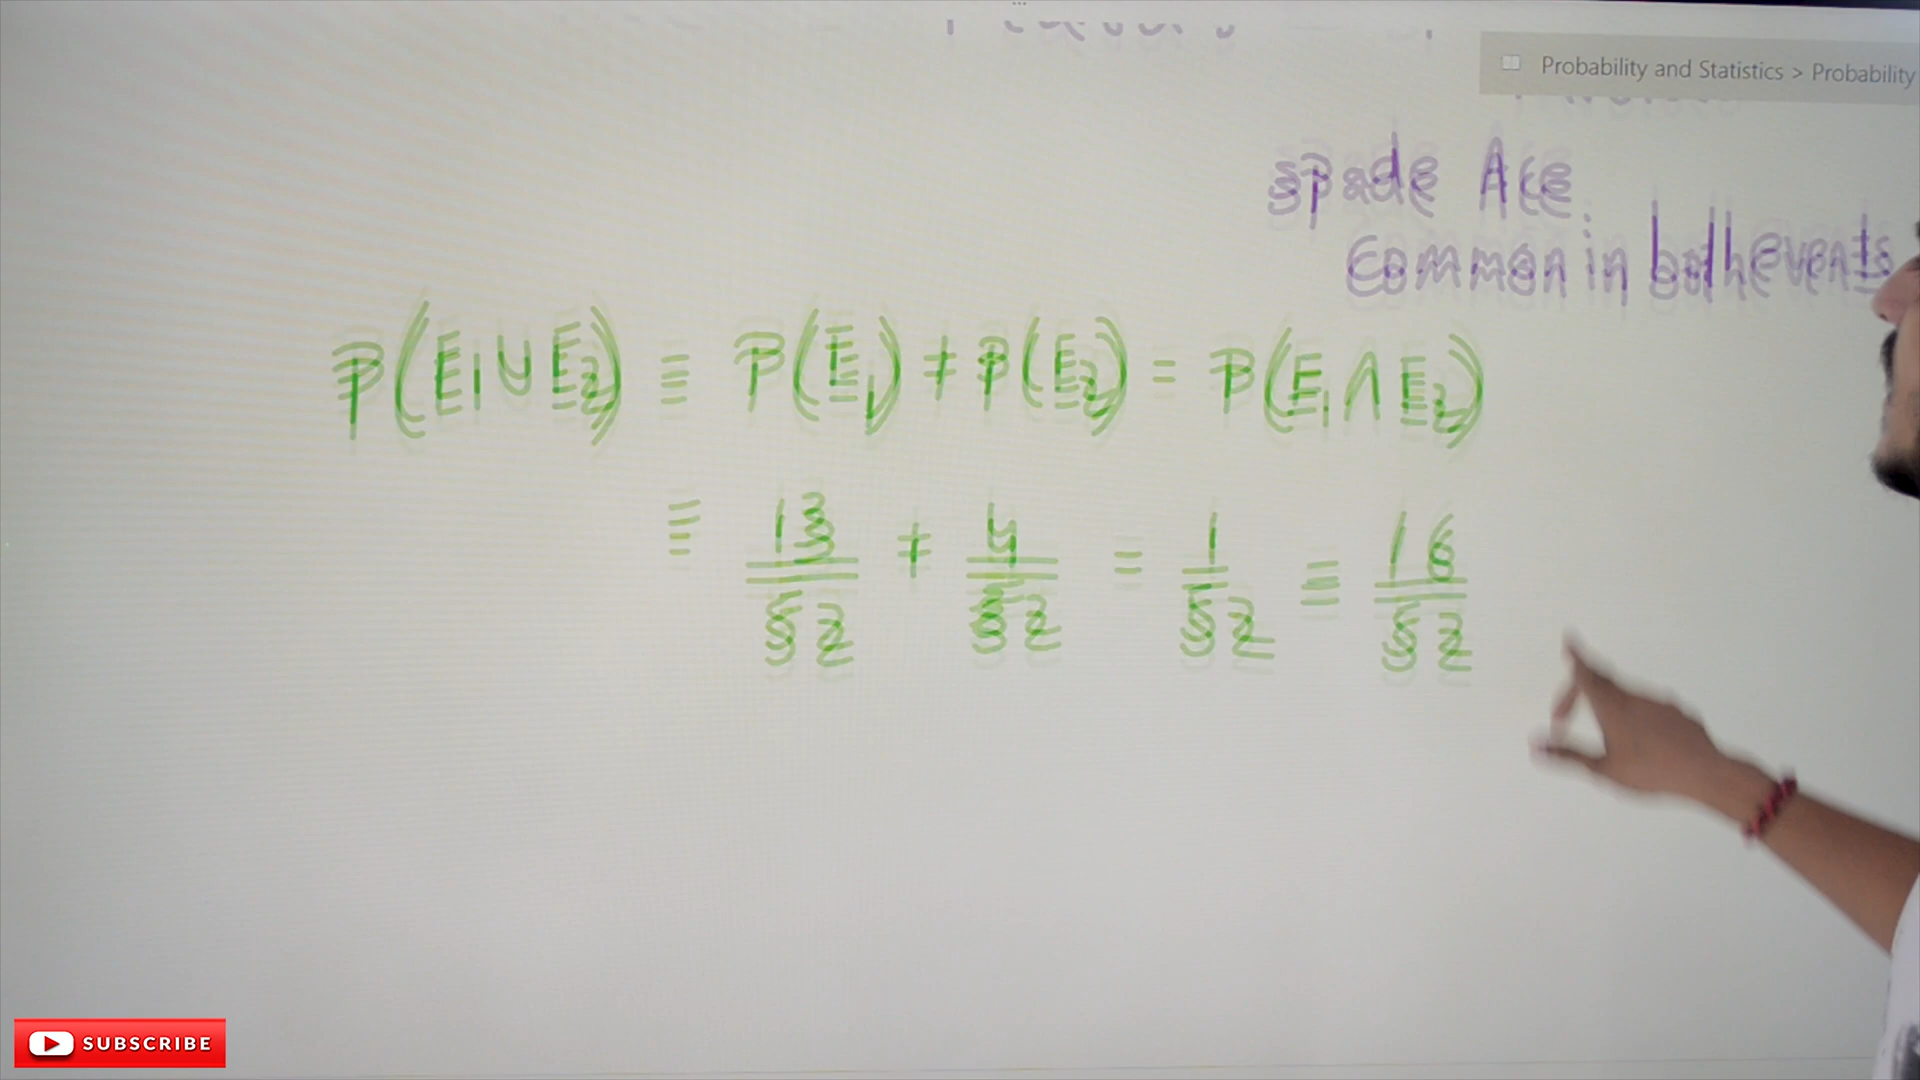 Probability and Statistics > Probability
spade Ace
Common in both events
P(E₁∪E₂) = P(E₁) + P(E₂) - P(E₁∩E₂)
= 13/52 + 4/52 - 1/52 = 16/52
SUBSCRIBE